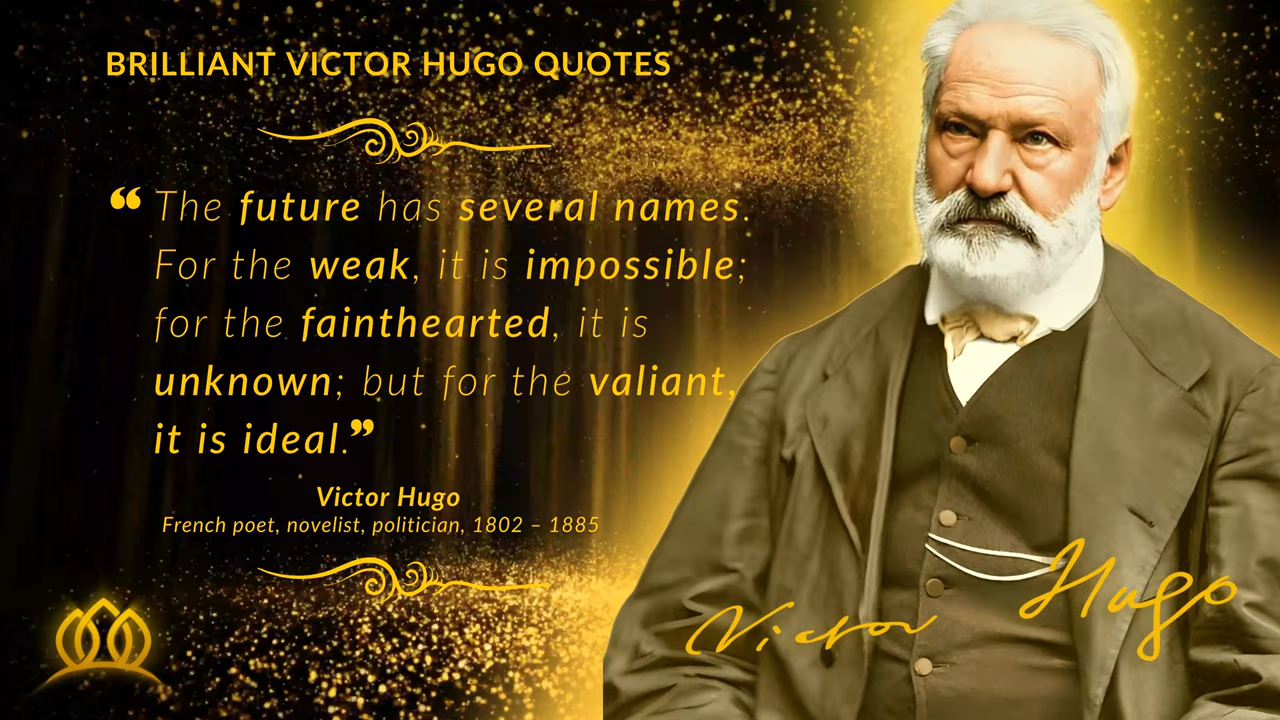 BRILLIANT VICTOR HUGO QUOTES
“The future has several names.
For the weak, it is impossible;
for the fainthearted, it is
unknown; but for the valiant,
it is ideal.”
Victor Hugo
French poet, novelist, politician, 1802 – 1885
Victor Hugo